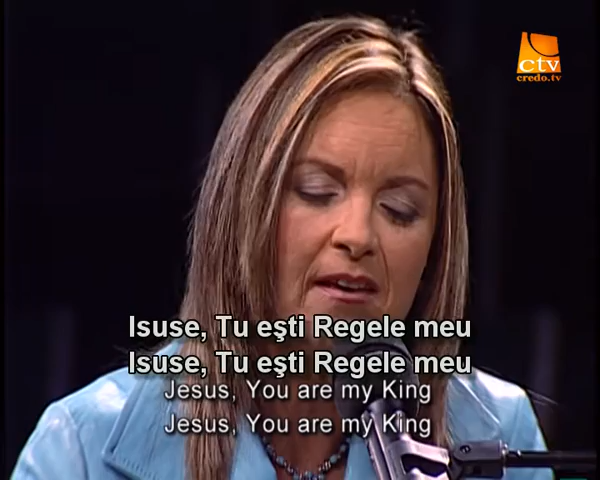 ctv
credo.tv
Isuse, Tu eşti Regele meu
Isuse, Tu eşti Regele meu
Jesus, You are my King
Jesus, You are my King